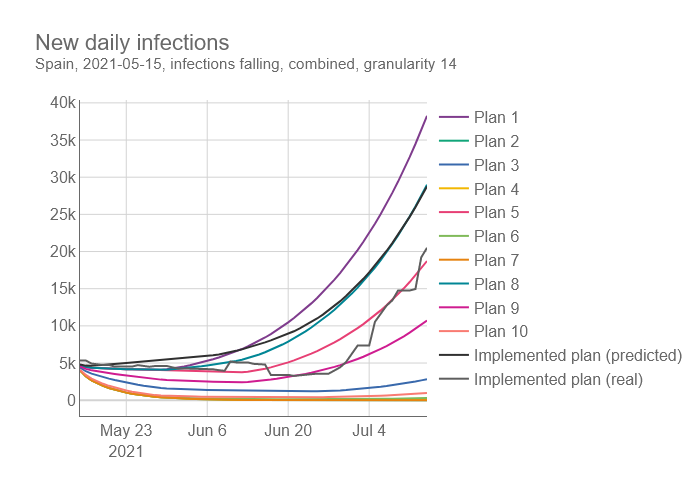 New daily infections
Spain, 2021-05-15, infections falling, combined, granularity 14
40k
35k
30k
25k
20k
15k
10k
5k
0
May 23
2021
Jun 6
Jun 20
Jul 4
Plan 1
Plan 2
Plan 3
Plan 4
Plan 5
Plan 6
Plan 7
Plan 8
Plan 9
Plan 10
Implemented plan (predicted)
Implemented plan (real)